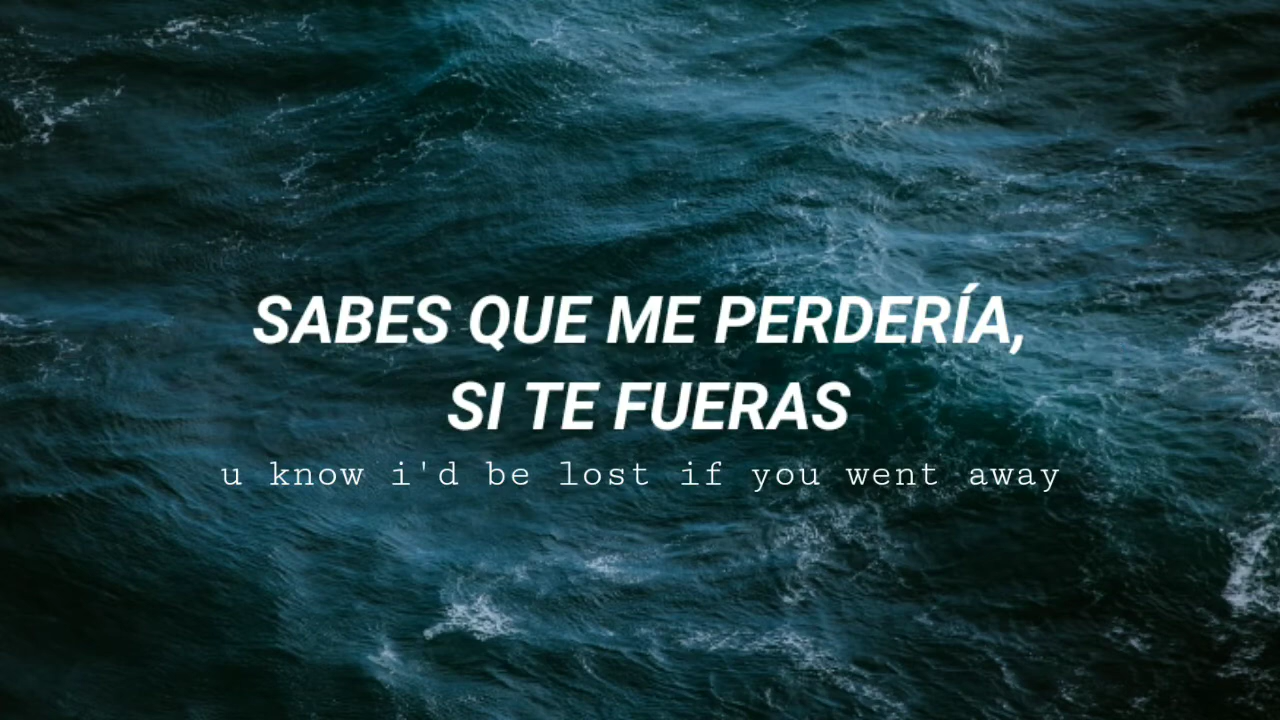 SABES QUE ME PERDERÍA,
SI TE FUERAS
u know i'd be lost if you went away